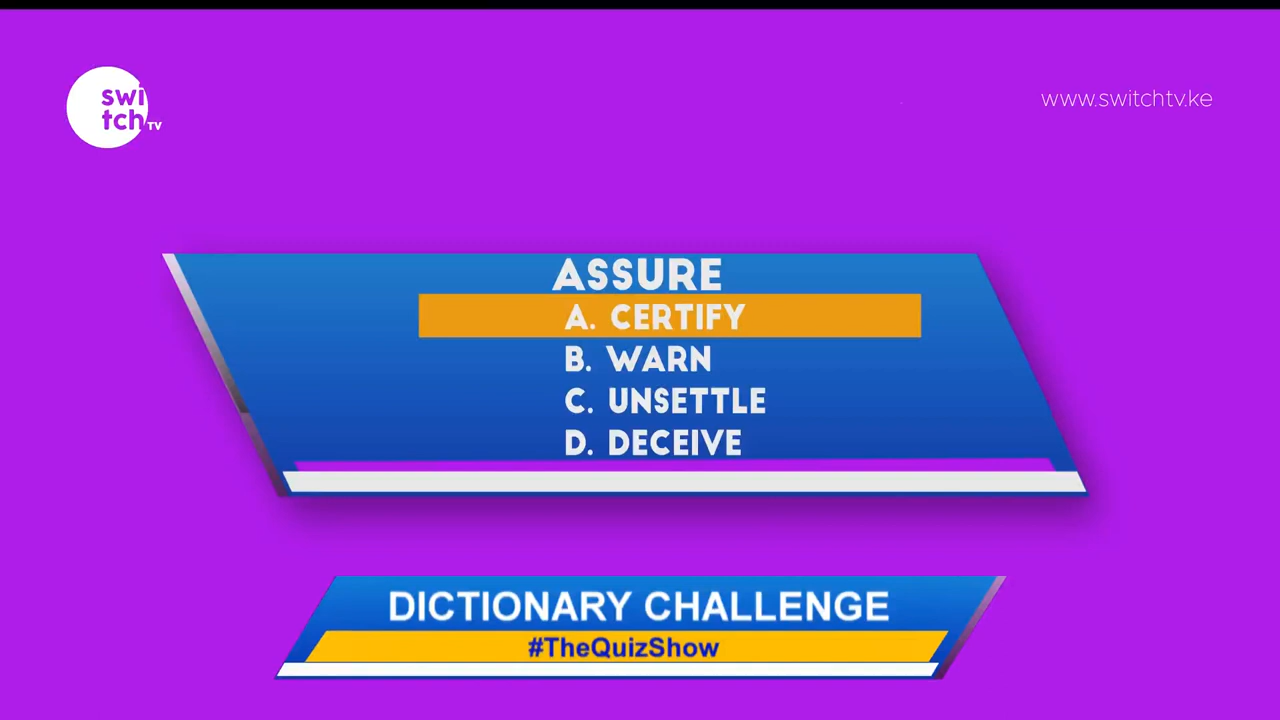 swi
tch TV
www.switchtv.ke
ASSURE
A. CERTIFY
B. WARN
C. UNSETTLE
D. DECEIVE
DICTIONARY CHALLENGE
#TheQuizShow